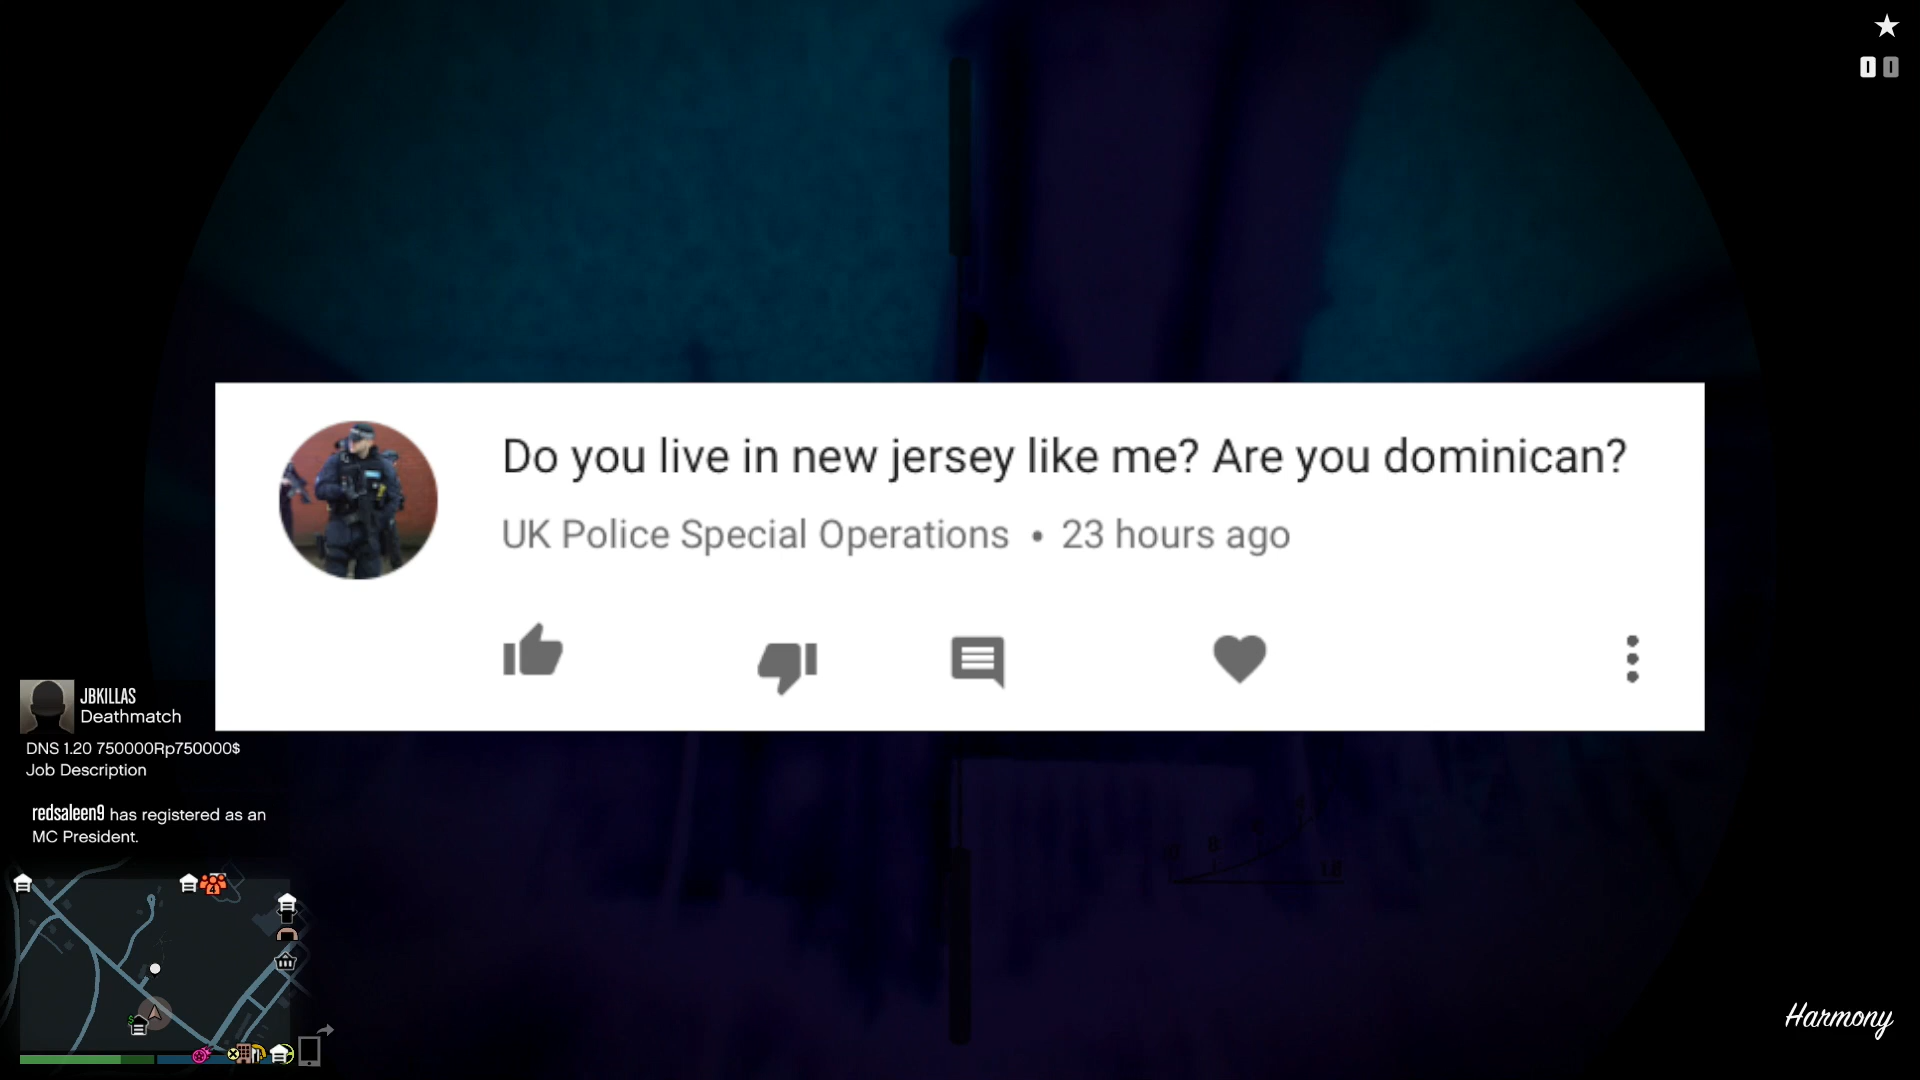 Do you live in new jersey like me? Are you dominican?
UK Police Special Operations • 23 hours ago
JBKILLAS
Deathmatch
DNS 1.20 750000Rp750000$
Job Description
redsaleen9 has registered as an
MC President.
Harmony